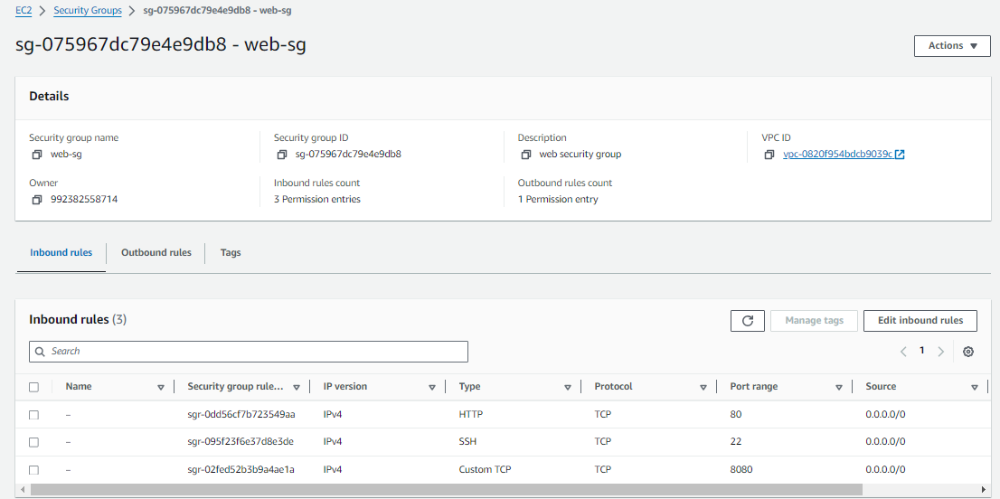 EC2 > Security Groups > sg-075967dc79e4e9db8 - web-sg
sg-075967dc79e4e9db8 - web-sg
Actions
Details
Security group name Security group ID Description VPC ID
web-sg sg-075967dc79e4e9db8 web security group vpc-0820f954bdcb9039c
Owner Inbound rules count Outbound rules count
992382558714 3 Permission entries 1 Permission entry
Inbound rules Outbound rules Tags
Inbound rules (3) Manage tags Edit inbound rules
Search 1
Name Security group rule... IP version Type Protocol Port range Source
– sgr-0dd56cf7b723549aa IPv4 HTTP TCP 80 0.0.0.0/0
– sgr-095f23f6e37d8e3de IPv4 SSH TCP 22 0.0.0.0/0
– sgr-02fed52b3b9a4ae1a IPv4 Custom TCP TCP 8080 0.0.0.0/0